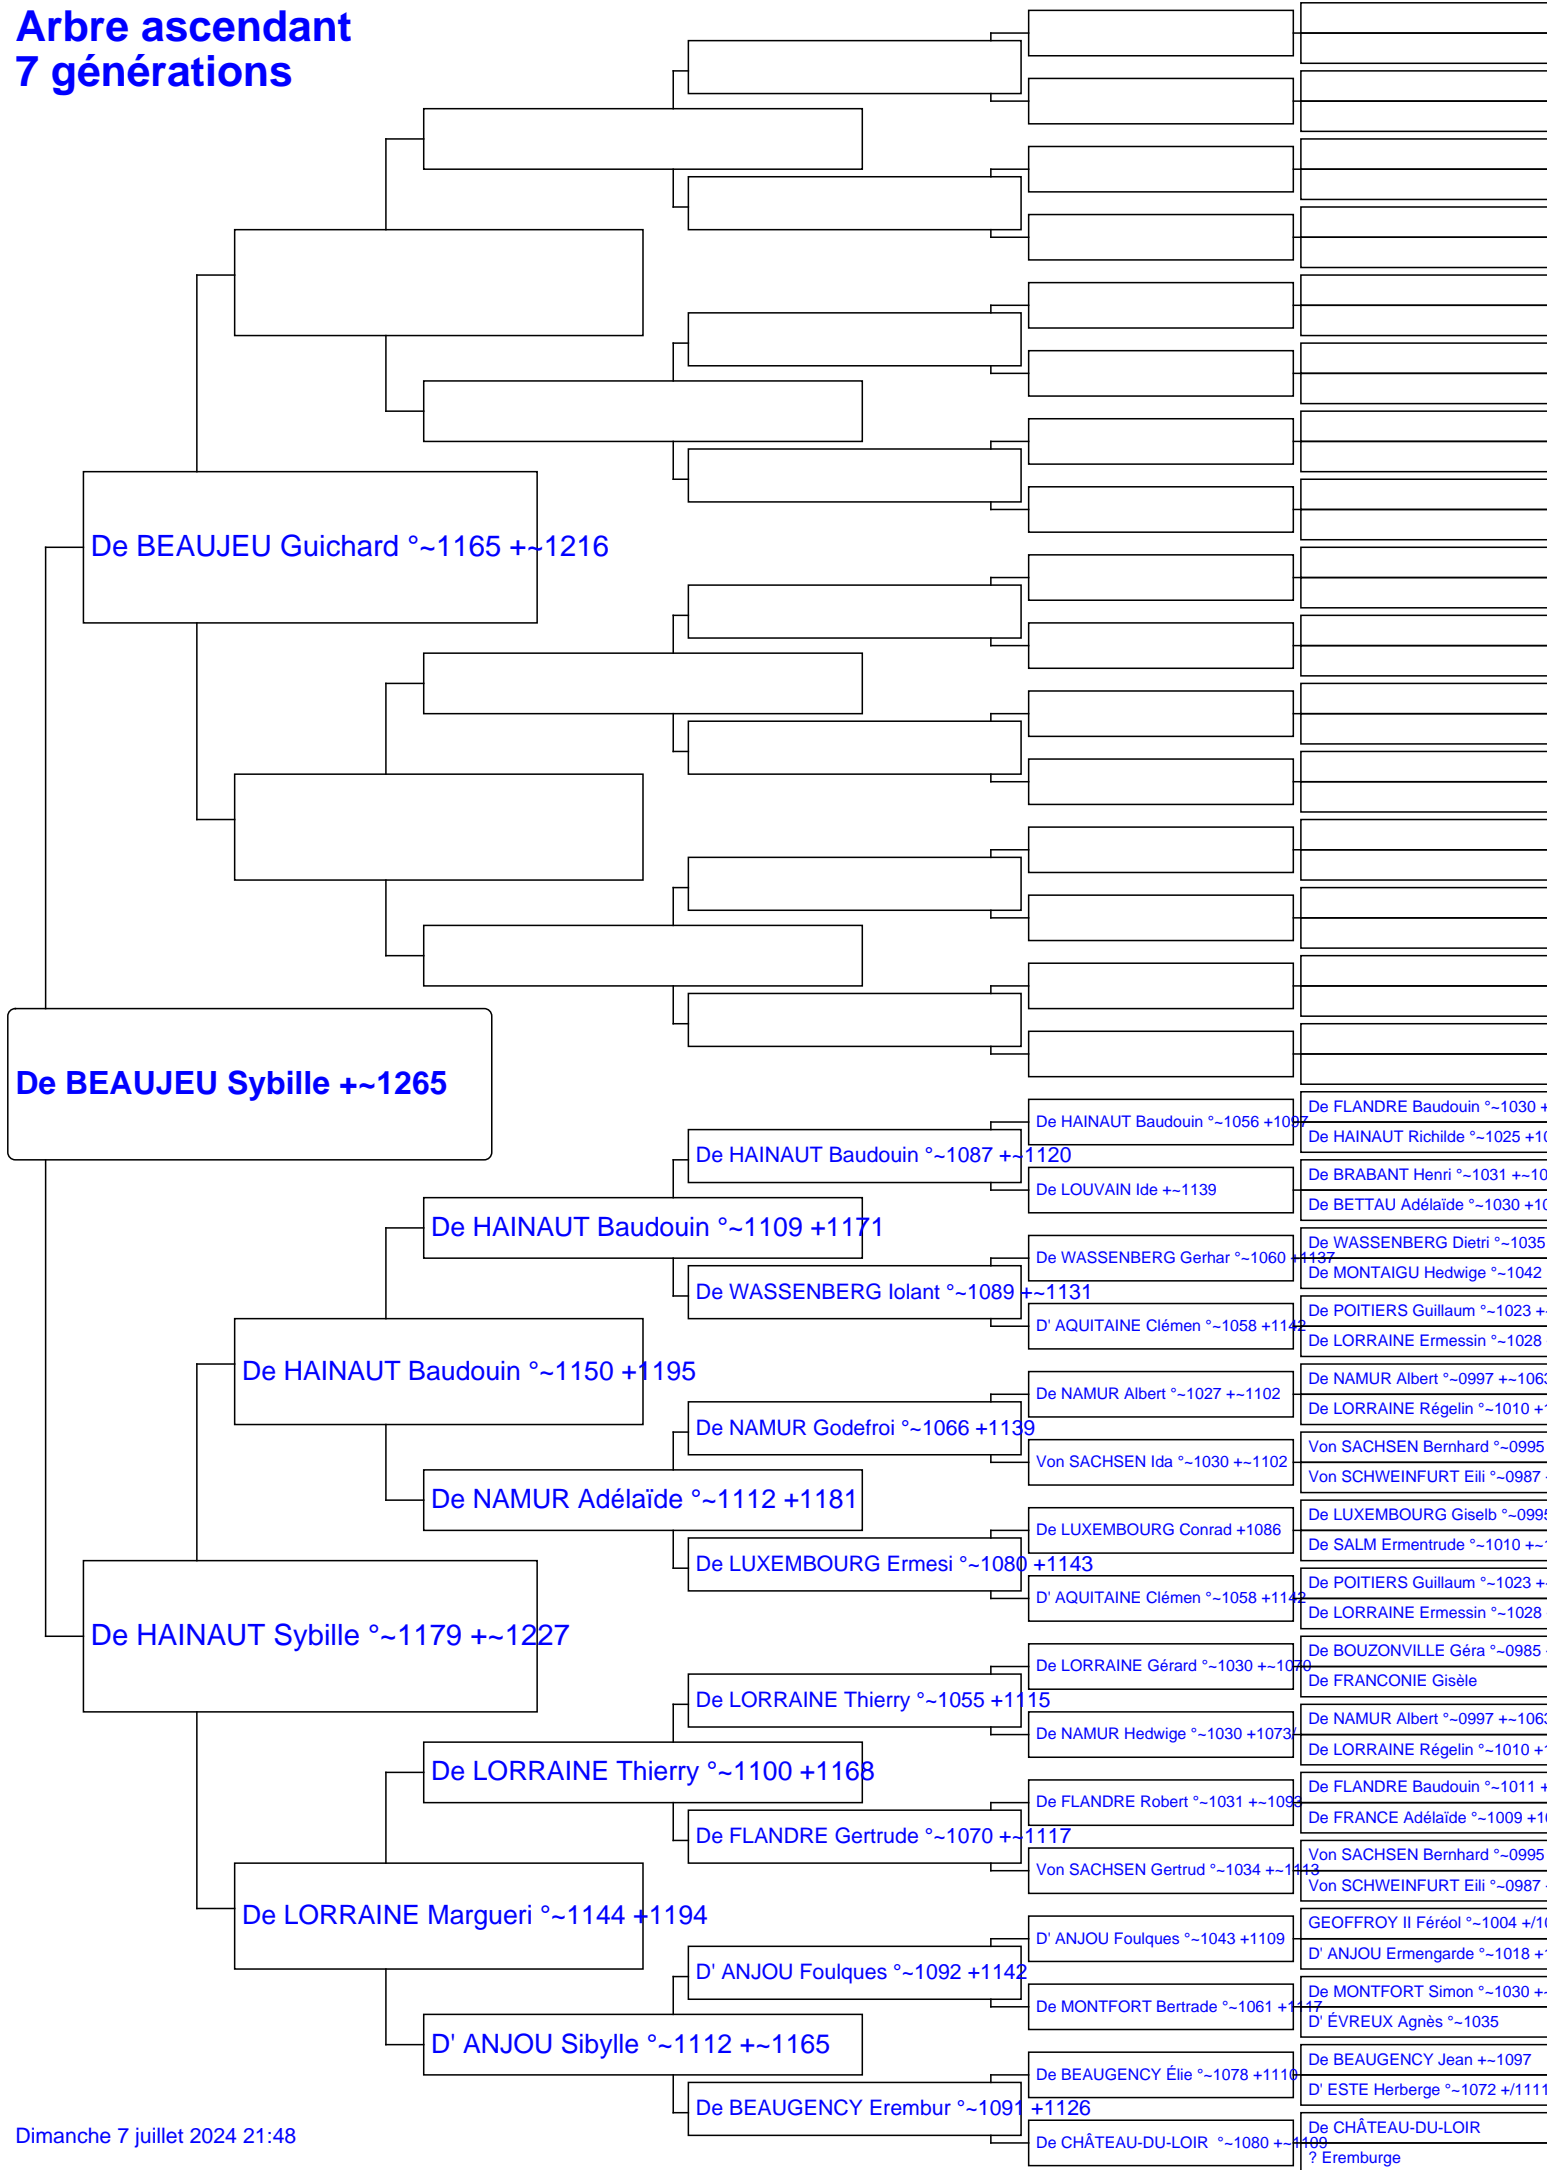 Arbre ascendant
7 générations
De BEAUJEU Guichard °~1165 +~1216
De BEAUJEU Sybille +~1265
De HAINAUT Sybille °~1179 +~1227
De HAINAUT Baudouin °~1150 +1195
De LORRAINE Margueri °~1144 +1194
De HAINAUT Baudouin °~1109 +1171
De NAMUR Adélaïde °~1112 +1181
De LORRAINE Thierry °~1100 +1168
D' ANJOU Sibylle °~1112 +~1165
De HAINAUT Baudouin °~1087 +~1120
De WASSENBERG Iolant °~1089 +~1131
De NAMUR Godefroi °~1066 +1139
De LUXEMBOURG Ermesi °~1080 +1143
De LORRAINE Thierry °~1055 +1115
De FLANDRE Gertrude °~1070 +~1117
D' ANJOU Foulques °~1092 +1142
De BEAUGENCY Erembur °~1091 +1126
De HAINAUT Baudouin °~1056 +1097
De LOUVAIN Ide +~1139
De WASSENBERG Gerhar °~1060 +1137
D' AQUITAINE Clémen °~1058 +1142
De NAMUR Albert °~1027 +~1102
Von SACHSEN Ida °~1030 +~1102
De LUXEMBOURG Conrad +1086
D' AQUITAINE Clémen °~1058 +1142
De LORRAINE Gérard °~1030 +~1070
De NAMUR Hedwige °~1030 +1073/
De FLANDRE Robert °~1031 +~1093
Von SACHSEN Gertrud °~1034 +~1113
D' ANJOU Foulques °~1043 +1109
De MONTFORT Bertrade °~1061 +1117
De BEAUGENCY Élie °~1078 +1110
De CHÂTEAU-DU-LOIR °~1080 +~1109
De FLANDRE Baudouin °~1030 +
De HAINAUT Richilde °~1025 +10
De BRABANT Henri °~1031 +~10
De BETTAU Adélaïde °~1030 +10
De WASSENBERG Dietri °~1035
De MONTAIGU Hedwige °~1042
De POITIERS Guillaum °~1023 +~
De LORRAINE Ermessin °~1028
De NAMUR Albert °~0997 +~1063
De LORRAINE Régelin °~1010 +1
Von SACHSEN Bernhard °~0995
Von SCHWEINFURT Eili °~0987
De LUXEMBOURG Giselb °~0995
De SALM Ermentrude °~1010 +~1
De POITIERS Guillaum °~1023 +~
De LORRAINE Ermessin °~1028
De BOUZONVILLE Géra °~0985
De FRANCONIE Gisèle
De NAMUR Albert °~0997 +~1063
De LORRAINE Régelin °~1010 +1
De FLANDRE Baudouin °~1011 +
De FRANCE Adélaïde °~1009 +10
Von SACHSEN Bernhard °~0995
Von SCHWEINFURT Eili °~0987
GEOFFROY II Féréol °~1004 +/10
D' ANJOU Ermengarde °~1018 +1
De MONTFORT Simon °~1030 +~
D' ÉVREUX Agnès °~1035
De BEAUGENCY Jean +~1097
D' ESTE Herberge °~1072 +/1111
De CHÂTEAU-DU-LOIR
? Eremburge
Dimanche 7 juillet 2024 21:48